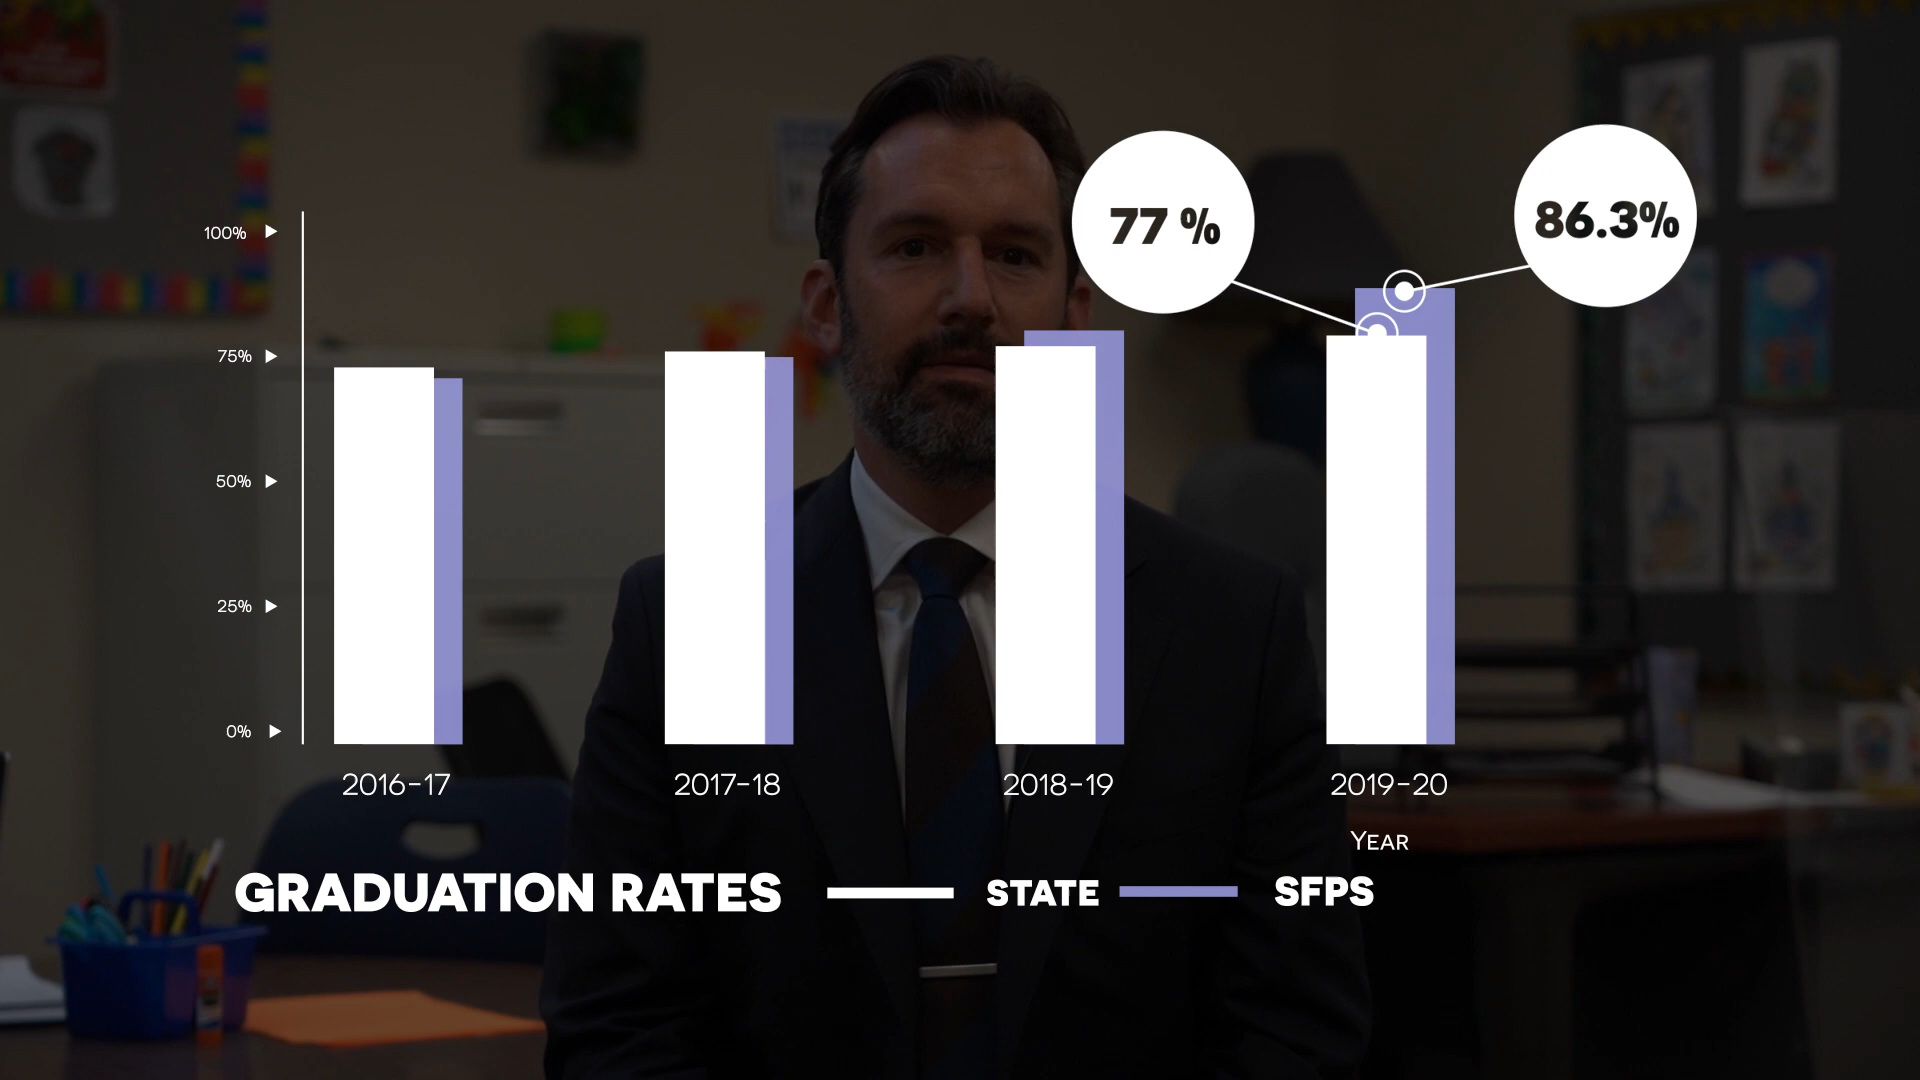 77 %
86.3%
100%
75%
50%
25%
0%
2016-17 2017-18 2018-19 2019-20
YEAR
GRADUATION RATES STATE SFPS